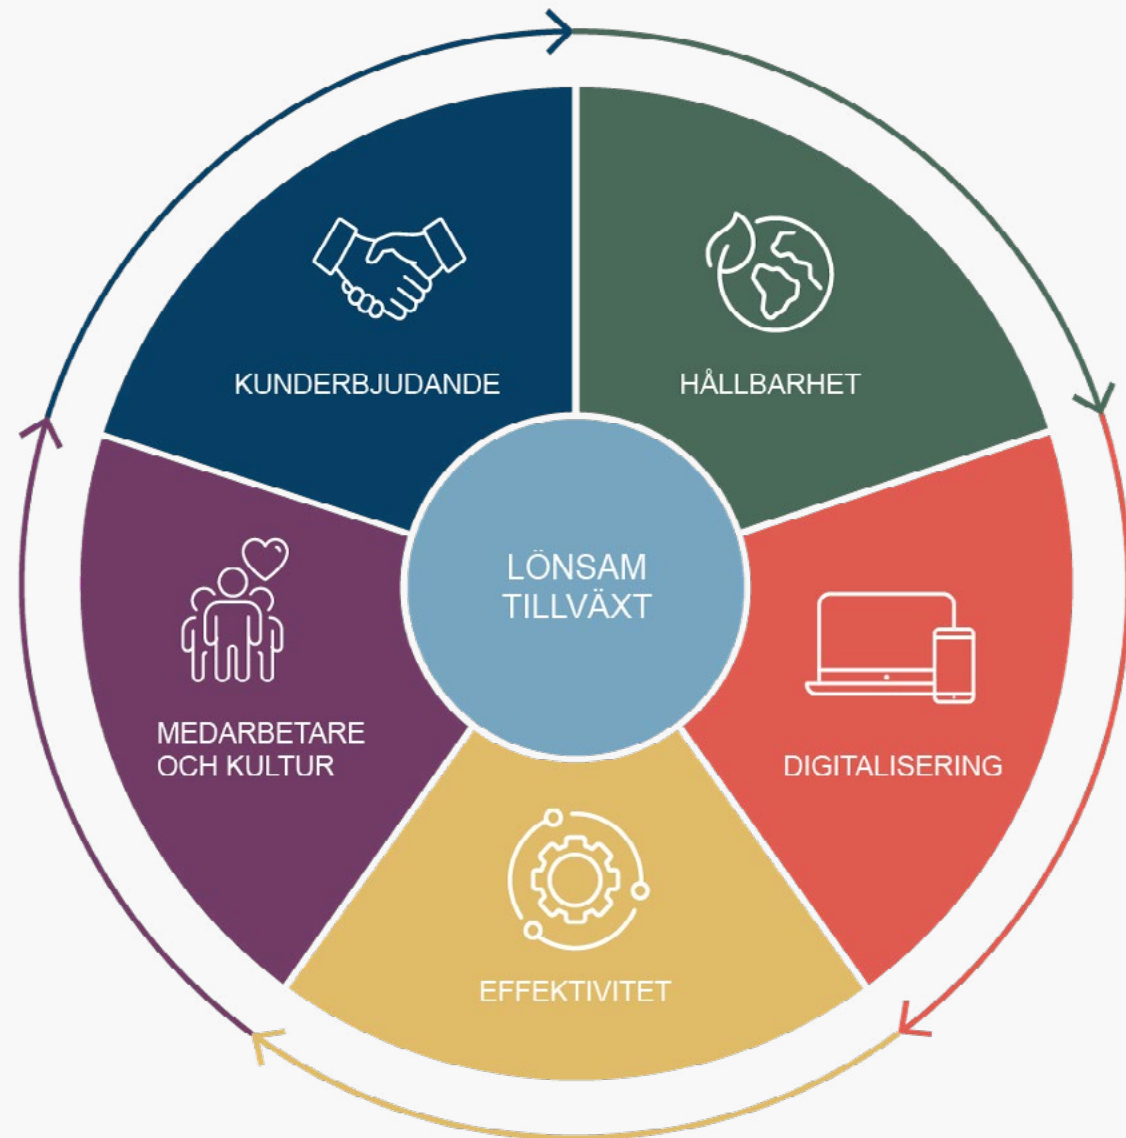 KUNDERBJUDANDE
HÅLLBARHET
LÖNSAM
TILLVÄXT
MEDARBETARE
OCH KULTUR
DIGITALISERING
EFFEKTIVITET